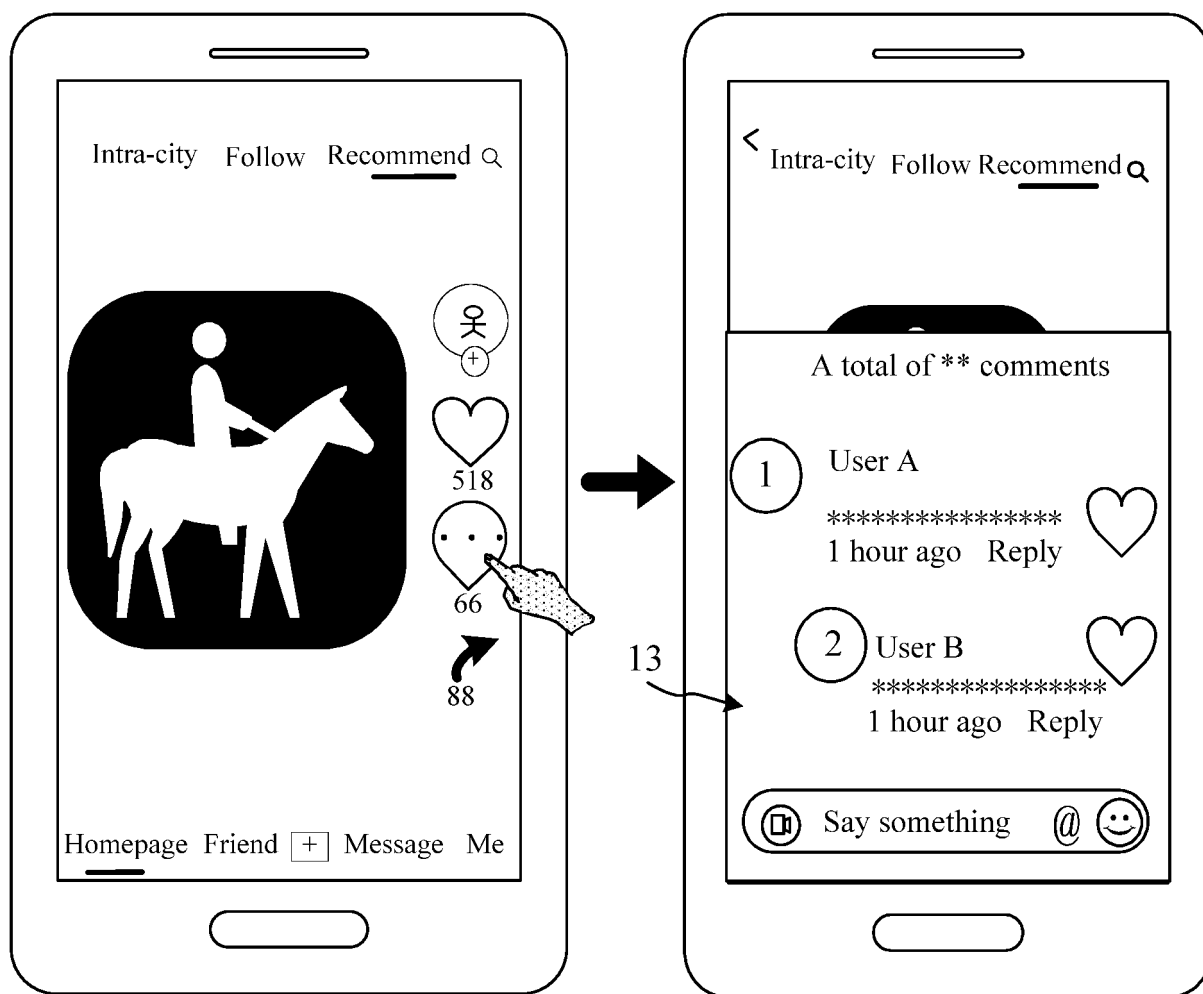 Intra-city Follow Recommend
518
66
88
Homepage Friend + Message Me
13
< Intra-city Follow Recommend
A total of ** comments
1 User A
****************
1 hour ago Reply
2 User B
****************
1 hour ago Reply
Say something @